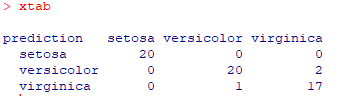 > xtab
prediction setosa versicolor virginica
setosa 20 0 0
versicolor 0 20 2
virginica 0 1 17